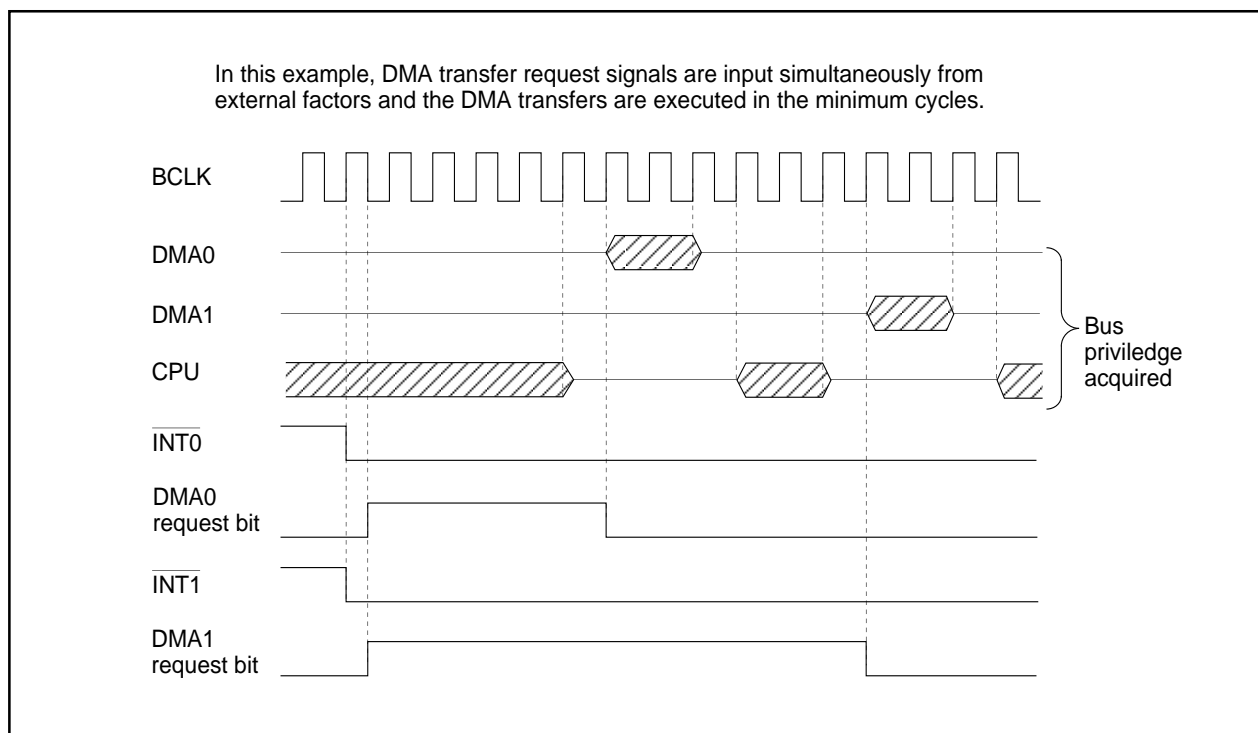 In this example, DMA transfer request signals are input simultaneously from
external factors and the DMA transfers are executed in the minimum cycles.
BCLK
DMA0
DMA1
CPU
Bus
priviledge
acquired
INT0
DMA0
request bit
INT1
DMA1
request bit